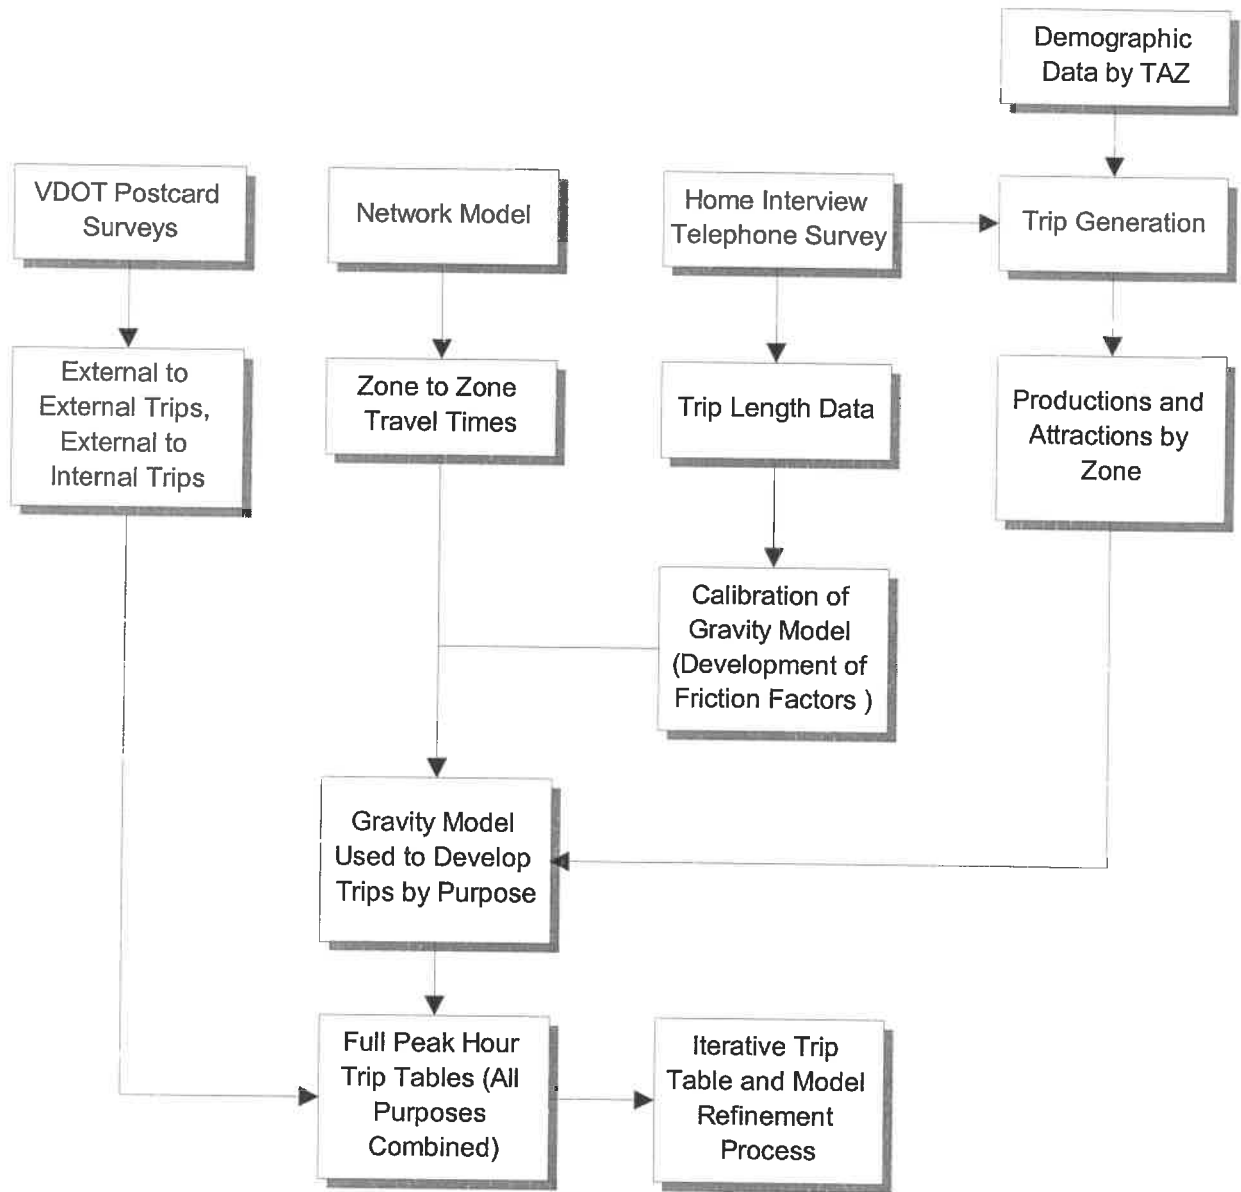 Demographic
Data by TAZ
VDOT Postcard
Surveys
Network Model
Home Interview
Telephone Survey
Trip Generation
External to
External Trips,
External to
Internal Trips
Zone to Zone
Travel Times
Trip Length Data
Productions and
Attractions by
Zone
Calibration of
Gravity Model
(Development of
Friction Factors )
Gravity Model
Used to Develop
Trips by Purpose
Full Peak Hour
Trip Tables (All
Purposes
Combined)
Iterative Trip
Table and Model
Refinement
Process